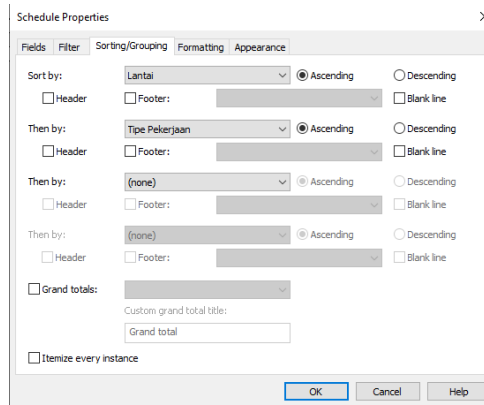 Schedule Properties
Fields Filter Sorting/Grouping Formatting Appearance
Sort by: Lantai Ascending Descending
Header Footer: Blank line
Then by: Tipe Pekerjaan Ascending Descending
Header Footer: Blank line
Then by: (none) Ascending Descending
Header Footer: Blank line
Then by: (none) Ascending Descending
Header Footer: Blank line
Grand totals:
Custom grand total title:
Grand total
Itemize every instance
OK Cancel Help